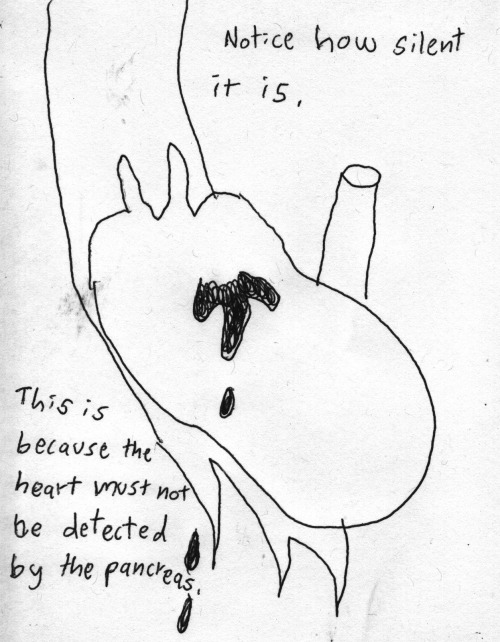 Notice how silent
it is.
This is
because the
heart must not
be detected
by the pancreas.